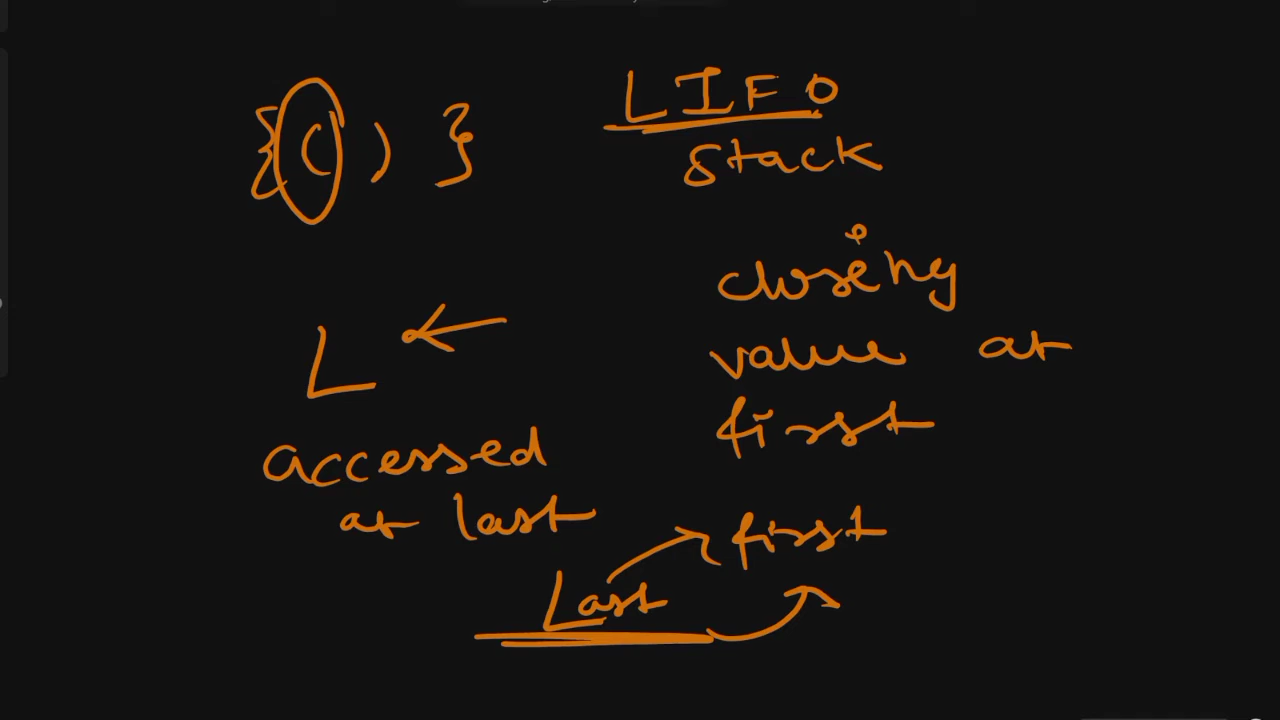 { ( ) }
LIFO
stack
closing
value at
first
L
accessed
at last
first
Last